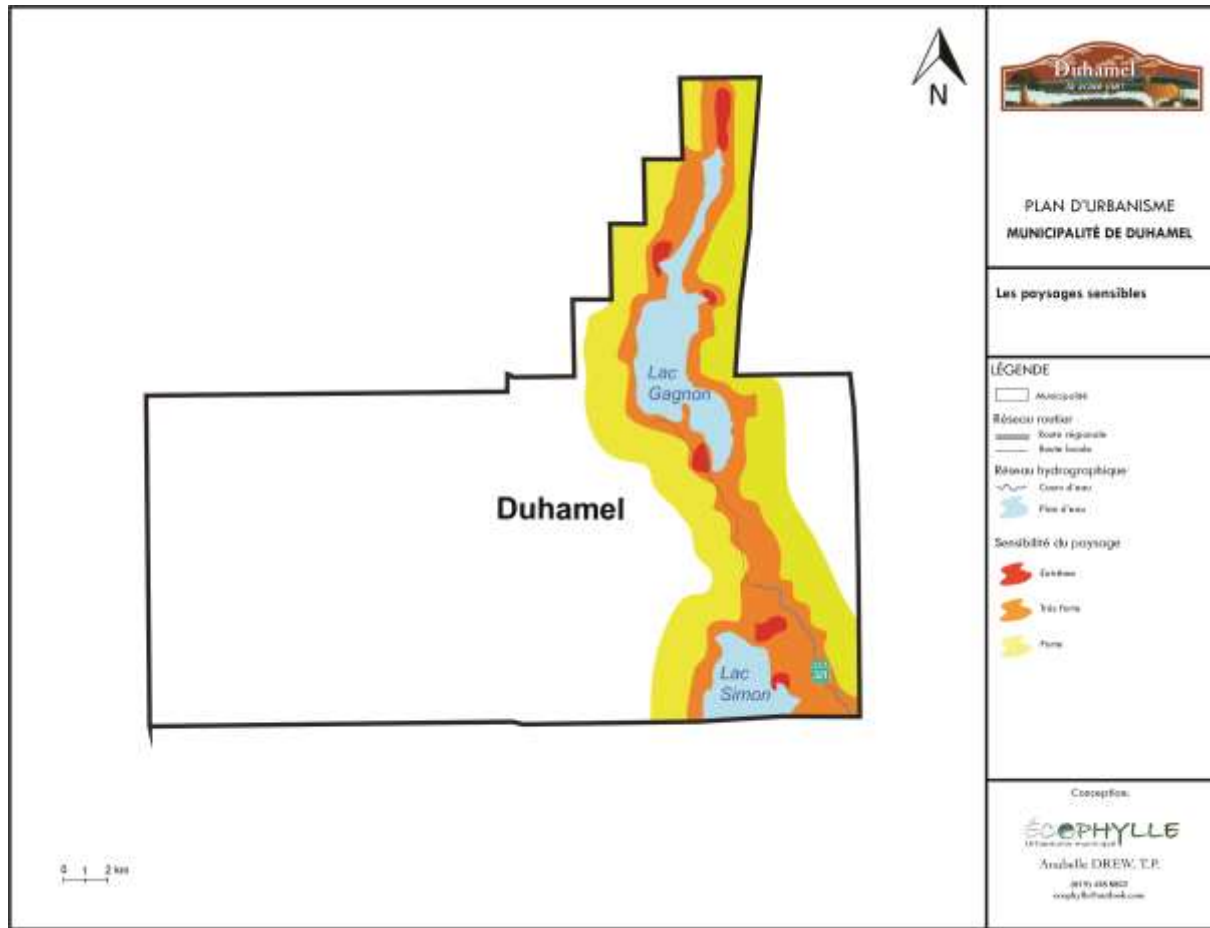 N
Duhamel
PLAN D'URBANISME
MUNICIPALITÉ DE DUHAMEL
Les paysages sensibles
LÉGENDE
Municipalité
Réseau routier
Route régionale
Route locale
Réseau hydrographique
Cours d'eau
Plan d'eau
Sensibilité du paysage
Extrême
Très forte
Forte
Lac
Gagnon
Duhamel
Lac
Simon
321
0 1 2 km
Conception:
ÉCOPHYLLE
Anabelle DREW, T.P.